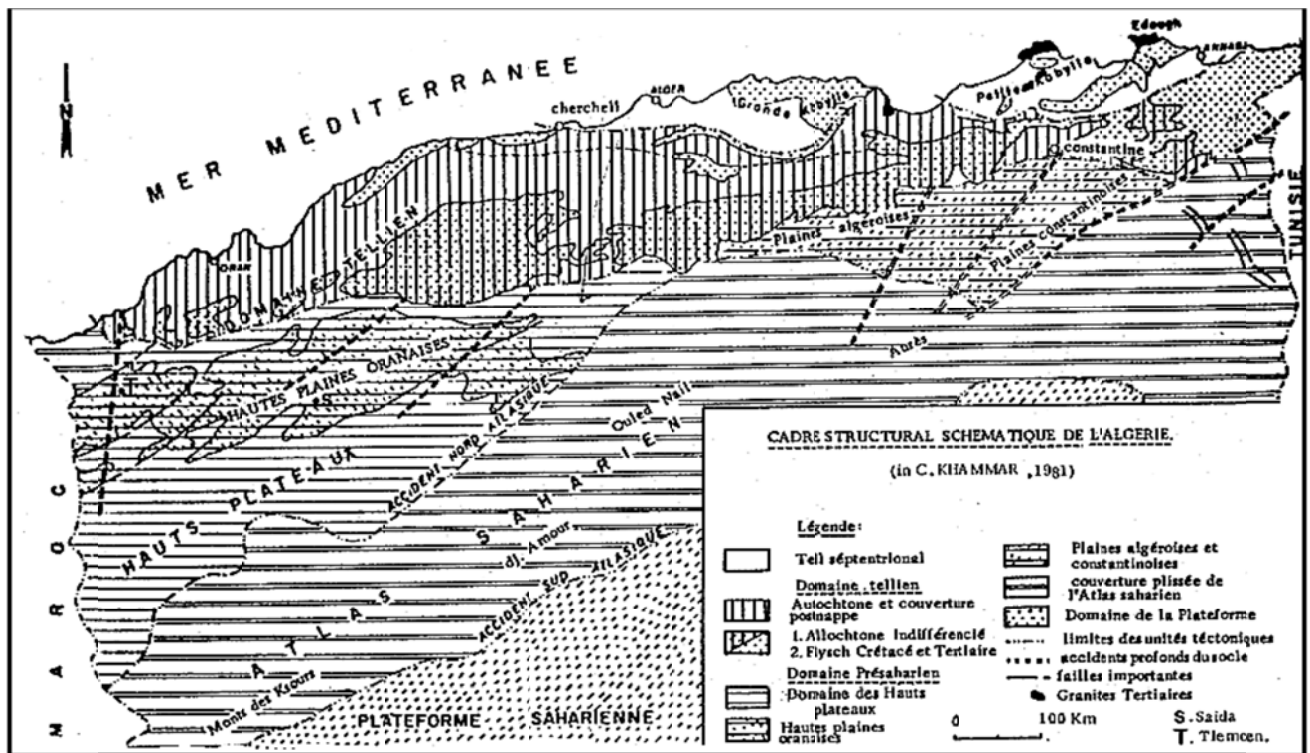 N
MER MEDITERRANEE
Cherchell
ALGER
Grande Kabylie
Petite Kabylie
Edough
ANNABA
Constantine
TUNISIE
ORAN
DOMAINE TELLIEN
Plaines algeroises
Plaines constantinoises
T
HAUTES PLAINES ORANAISES
S
Aurès
HAUTS PLATEAUX
ACCIDENT NORD ATLASIQUE
Ouled Nail
ATLAS SAHARIEN
dj. Amour
ACCIDENT SUD ATLASIQUE
Monts des Ksours
MAROC
PLATEFORME SAHARIENNE
CADRE STRUCTURAL SCHEMATIQUE DE L'ALGERIE.
(in C. KHAMMAR ,1981)
Légende:
Tell séptentrional
Domaine tellien
Autochtone et couverture
postnappe
1. Allochtone Indifférencié
2. Flysch Crétacé et Tertiaire
Domaine Présaharien
Domaine des Hauts
plateaux
Hautes plaines
oranaises
Plaines algéroises et
constantinoises
couverture plissée de
l'Atlas saharien
Domaine de la Plateforme
limites des unités téctoniques
accidents profonds du socle
failles importantes
Granites Tertiaires
0 100 Km
S. Saida
T. Tlemcen.